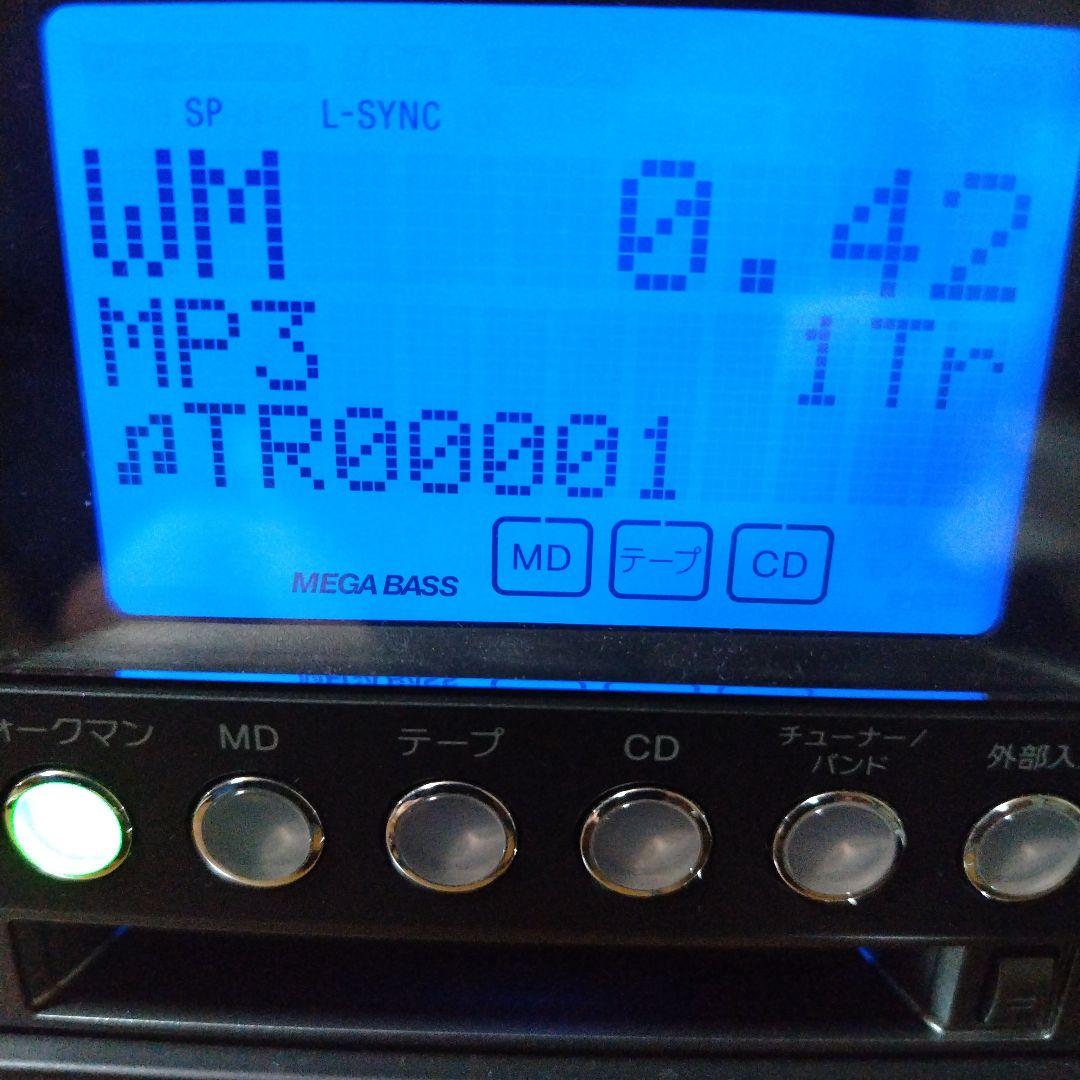 SP L-SYNC
WM 0.42
MP3 1Tr
♫TR00001
MEGA BASS MD テープ CD
ォークマン MD テープ CD チューナー/
バンド 外部入